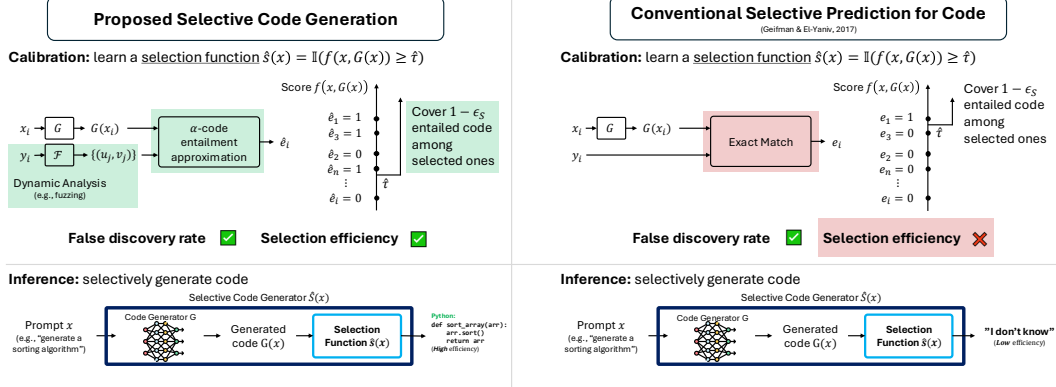 Proposed Selective Code Generation
Calibration: learn a selection function ŝ(x) = 𝕀(f(x, G(x)) ≥ τ̂)
Score f(x, G(x))
x_i
G
G(x_i)
y_i
ℱ
{(u_j, v_j)}
Dynamic Analysis
(e.g., fuzzing)
α-code
entailment
approximation
ê_i
ê_1 = 1
ê_3 = 1
ê_2 = 0
ê_n = 1
⋮
ê_i = 0
τ̂
Cover 1 − ϵ_S
entailed code
among
selected ones
False discovery rate ✅ Selection efficiency ✅
Inference: selectively generate code
Selective Code Generator Ŝ(x)
Prompt x
(e.g., "generate a
sorting algorithm")
Code Generator G
Generated
code G(x)
Selection
Function ŝ(x)
Python:
def sort_array(arr):
arr.sort()
return arr
(High efficiency)
Conventional Selective Prediction for Code
(Geifman & El-Yaniv, 2017)
Calibration: learn a selection function ŝ(x) = 𝕀(f(x, G(x)) ≥ τ̂)
Score f(x, G(x))
x_i
G
G(x_i)
y_i
Exact Match
e_i
e_1 = 1
e_3 = 0
e_2 = 0
e_n = 0
⋮
e_i = 0
τ̂
Cover 1 − ϵ_S
entailed code
among
selected ones
False discovery rate ✅ Selection efficiency ❌
Inference: selectively generate code
Selective Code Generator Ŝ(x)
Prompt x
(e.g., "generate a
sorting algorithm")
Code Generator G
Generated
code G(x)
Selection
Function ŝ(x)
"I don't know"
(Low efficiency)